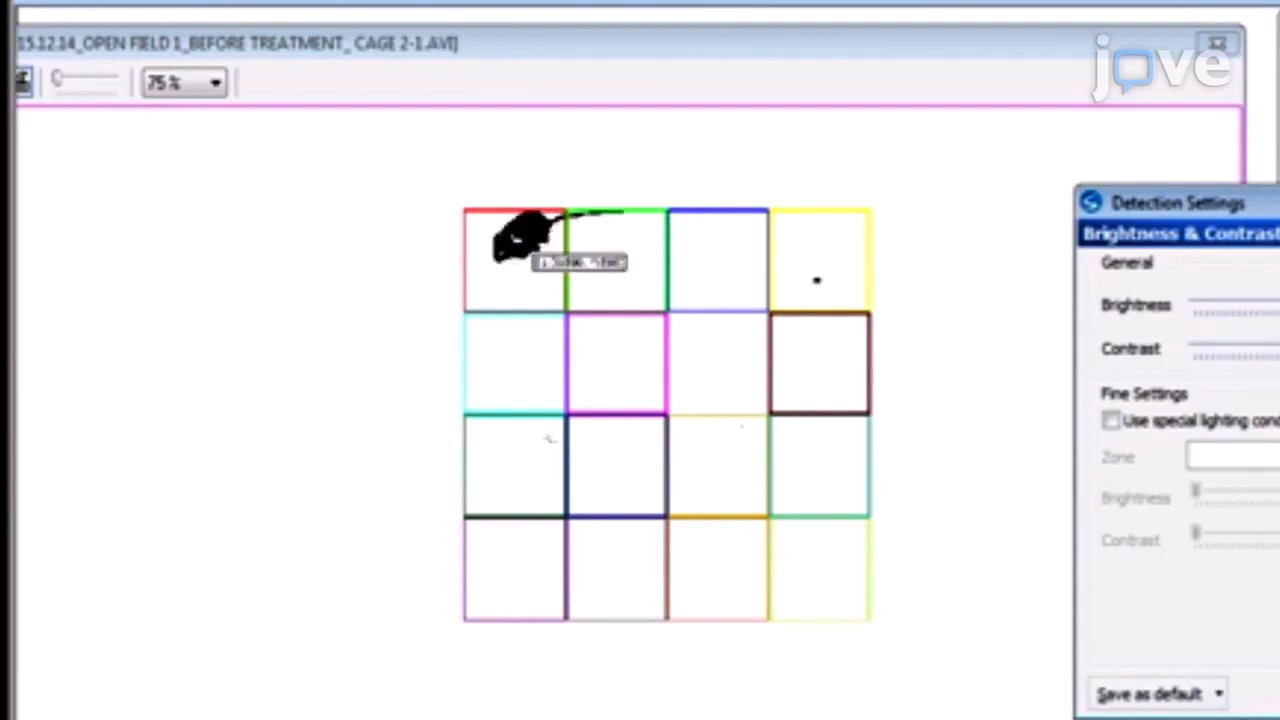 15.12.14_OPEN FIELD 1_BEFORE TREATMENT_ CAGE 2-1.AVI]
jove
75 %
Detection Settings
Brightness & Contrast
General
Brightness
Contrast
Fine Settings
Use special lighting cond
Zone
Brightness
Contrast
Save as default